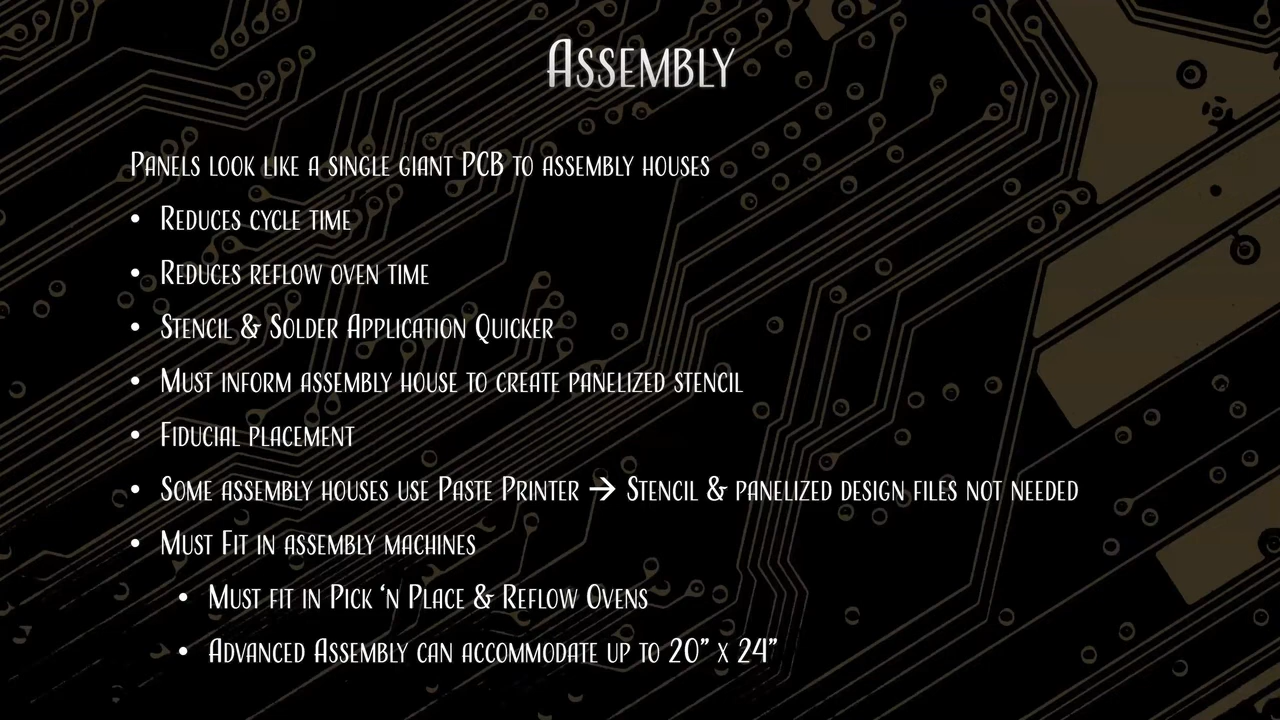 Assembly
Panels look like a single giant PCB to assembly houses
• Reduces cycle time
• Reduces reflow oven time
• Stencil & Solder Application Quicker
• Must inform assembly house to create panelized stencil
• Fiducial placement
• Some assembly houses use Paste Printer → Stencil & panelized design files not needed
• Must Fit in assembly machines
• Must fit in Pick ‘n Place & Reflow Ovens
• Advanced Assembly can accommodate up to 20” x 24”